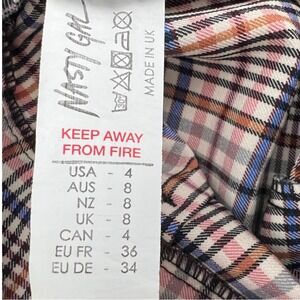 NASTY GAL
MADE IN UK
KEEP AWAY
FROM FIRE
USA - 4
AUS - 8
NZ - 8
UK - 8
CAN - 4
EU FR - 36
EU DE - 34